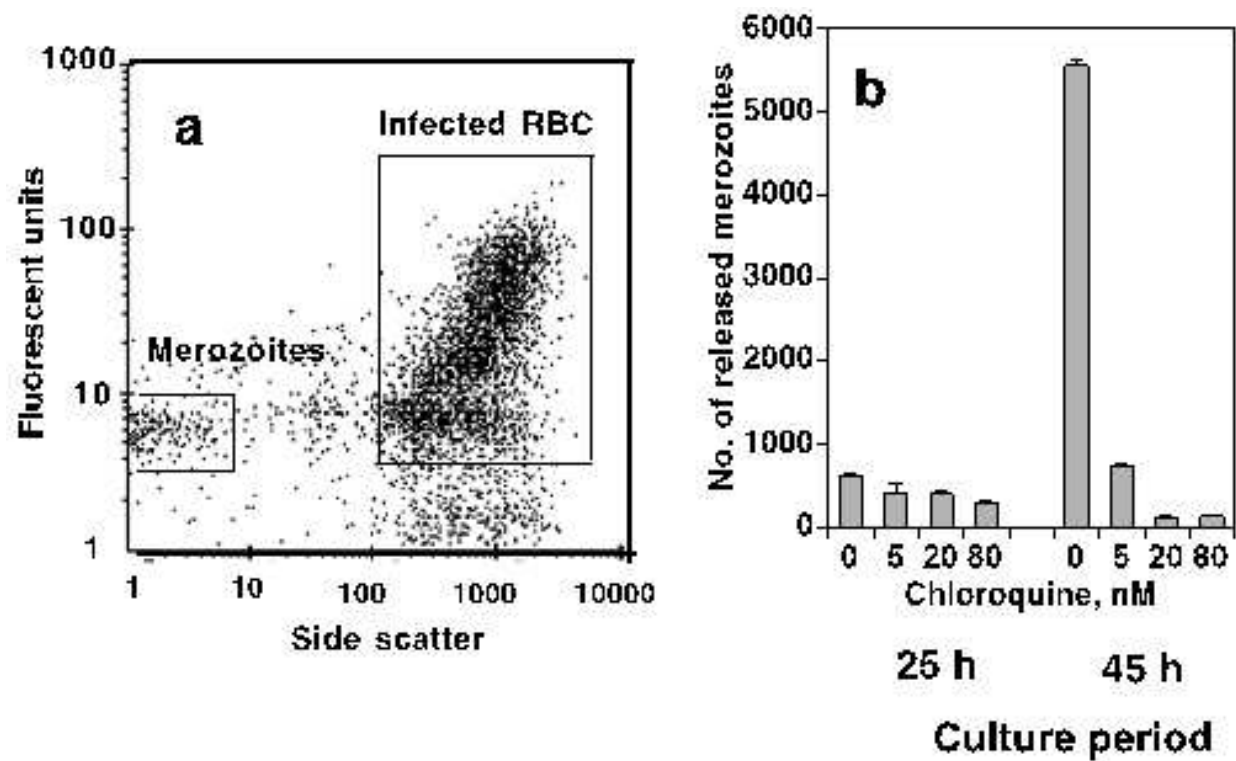 a
Infected RBC
Merozoites
Fluorescent units
1000
100
10
1
1 10 100 1000 10000
Side scatter
b
No. of released merozoites
6000
5000
4000
3000
2000
1000
0
0 5 20 80 0 5 20 80
Chloroquine, nM
25 h 45 h
Culture period